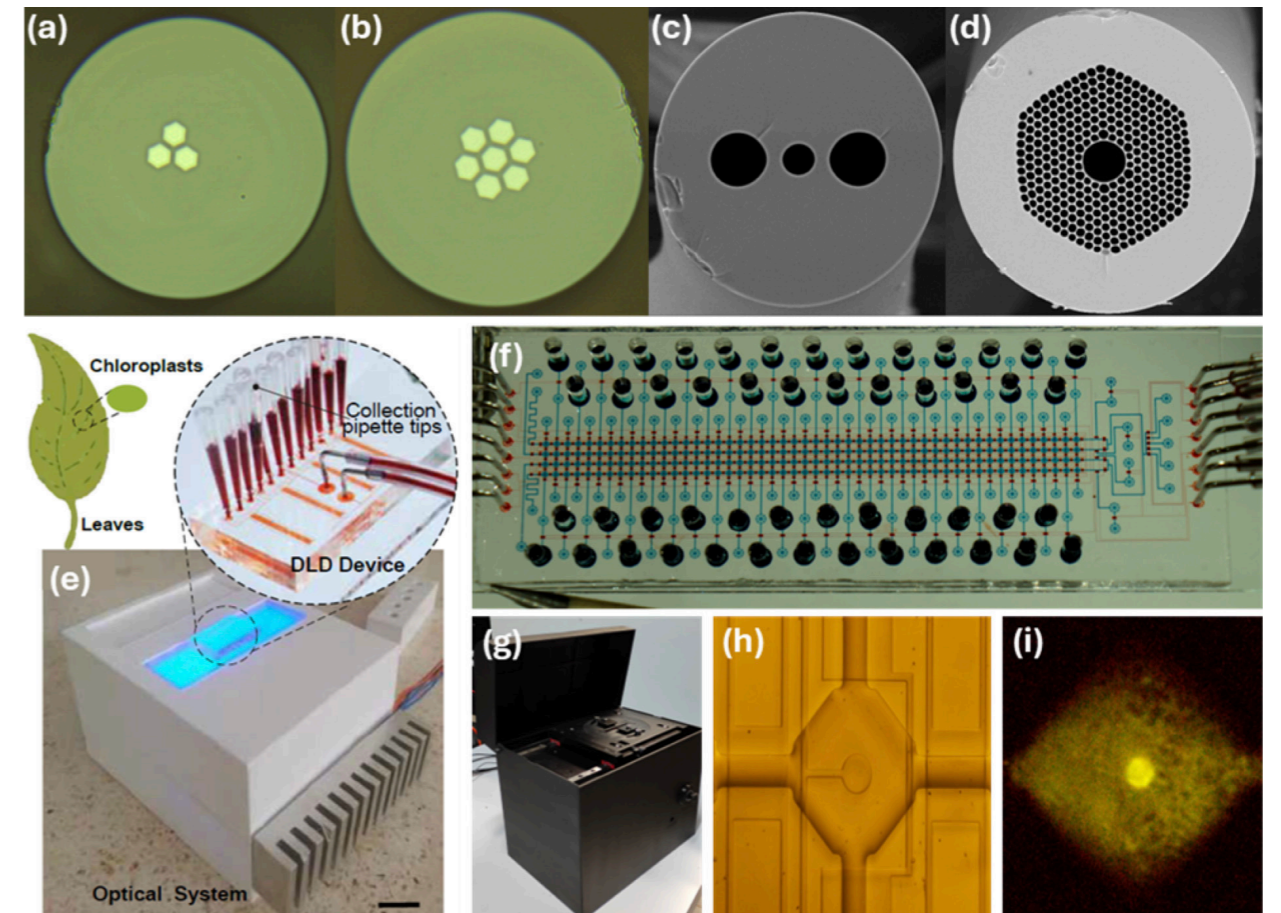 (a)
(b)
(c)
(d)
Chloroplasts
Leaves
Collection
pipette tips
DLD Device
(e)
Optical System
(f)
(g)
(h)
(i)